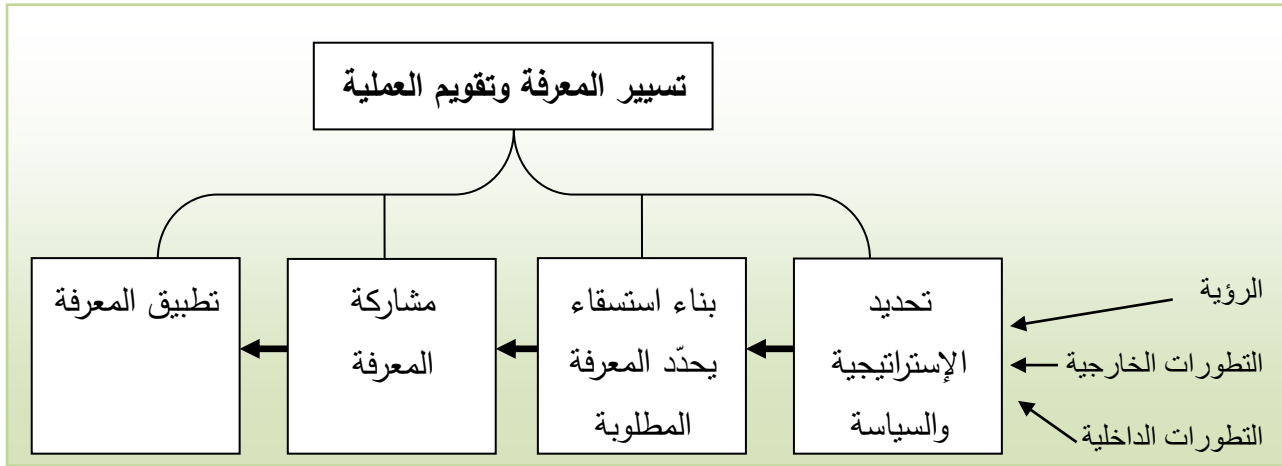 تسيير المعرفة وتقويم العملية
الرؤية
التطورات الخارجية
التطورات الداخلية
تحديد
الإستراتيجية
والسياسة
بناء استسقاء
يحدّد المعرفة
المطلوبة
مشاركة
المعرفة
تطبيق المعرفة